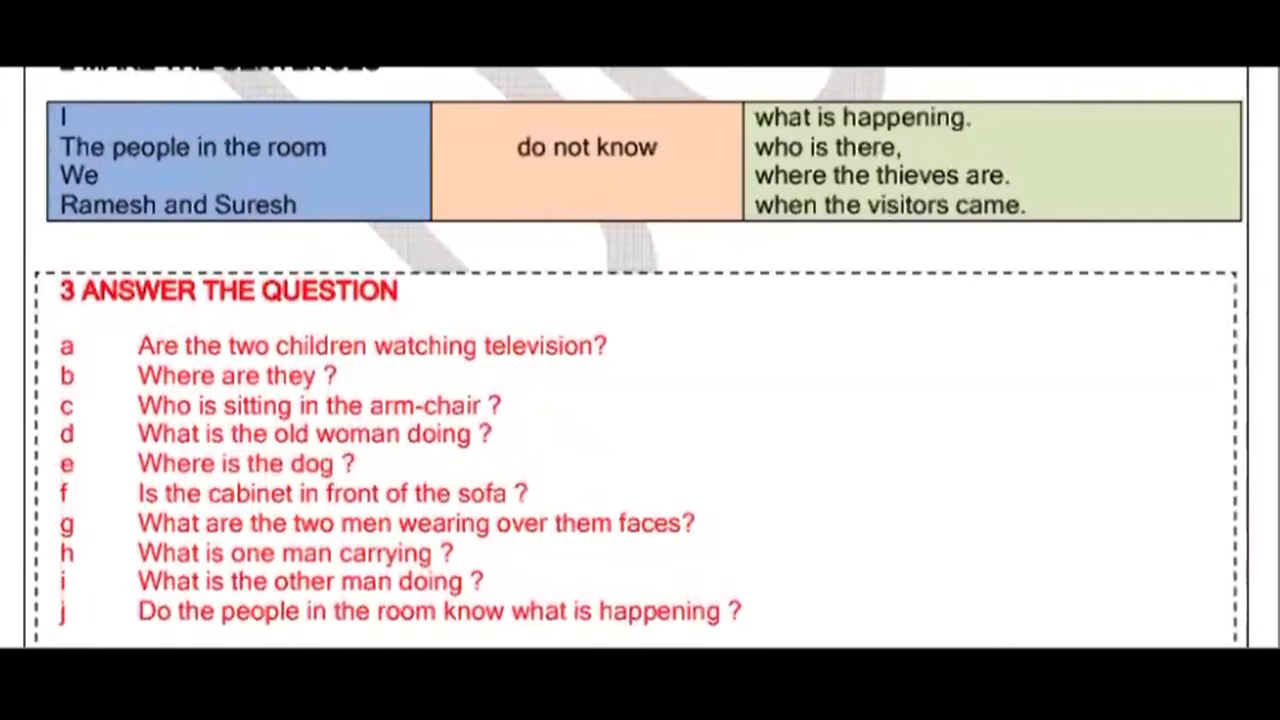 2 MAKE THE SENTENCES
I
The people in the room
We
Ramesh and Suresh
do not know
what is happening.
who is there,
where the thieves are.
when the visitors came.
3 ANSWER THE QUESTION
a Are the two children watching television?
b Where are they ?
c Who is sitting in the arm-chair ?
d What is the old woman doing ?
e Where is the dog ?
f Is the cabinet in front of the sofa ?
g What are the two men wearing over them faces?
h What is one man carrying ?
i What is the other man doing ?
j Do the people in the room know what is happening ?